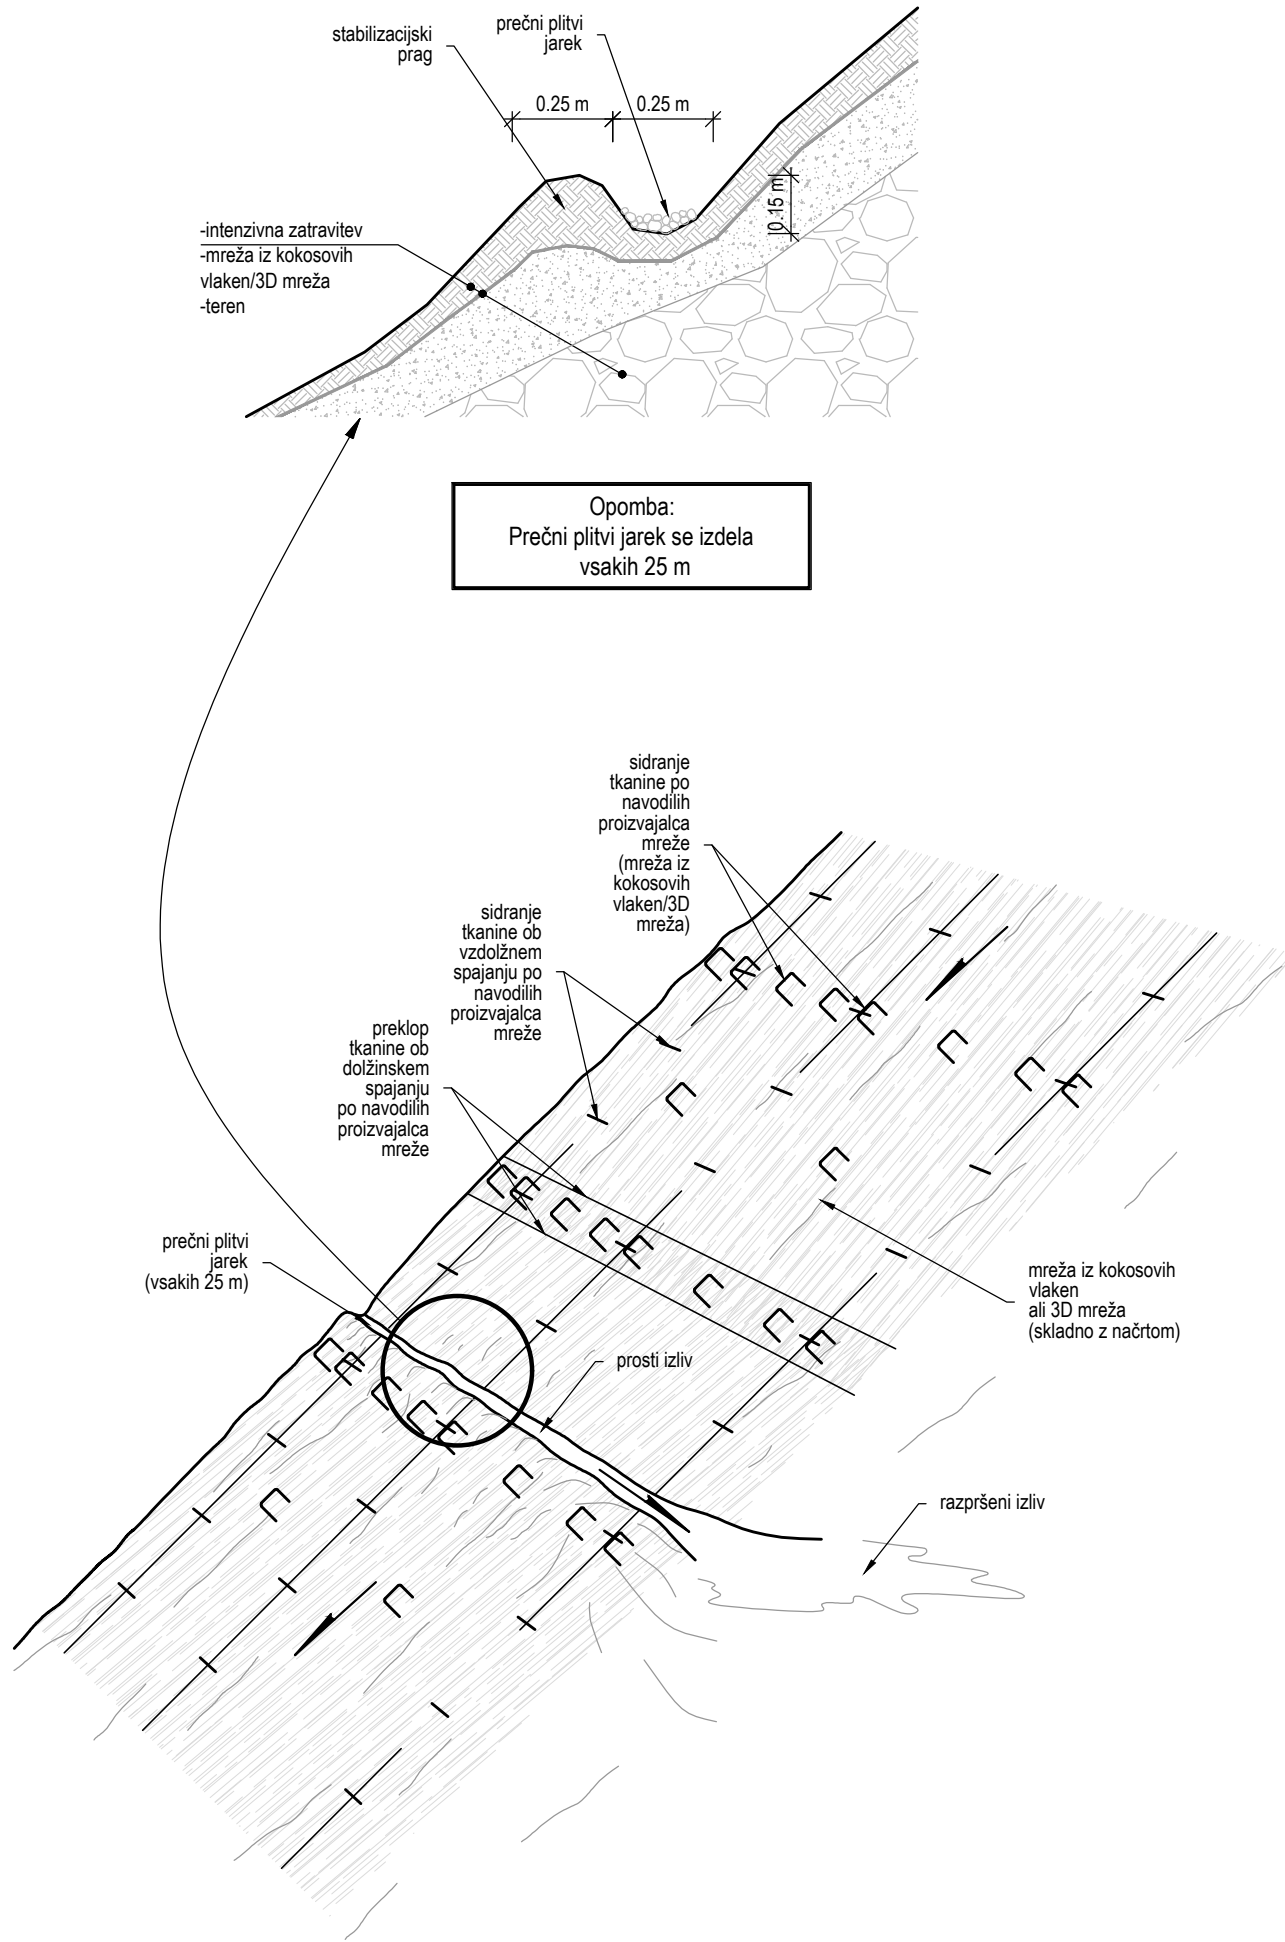 stabilizacijski
prag
prečni plitvi
jarek
0.25 m
0.25 m
0.15 m
-intenzivna zatravitev
-mreža iz kokosovih
vlaken/3D mreža
-teren
Opomba:
Prečni plitvi jarek se izdela
vsakih 25 m
sidranje
tkanine po
navodilih
proizvajalca
mreže
(mreža iz
kokosovih
vlaken/3D
mreža)
sidranje
tkanine ob
vzdolžnem
spajanju po
navodilih
proizvajalca
mreže
preklop
tkanine ob
dolžinskem
spajanju
po navodilih
proizvajalca
mreže
prečni plitvi
jarek
(vsakih 25 m)
mreža iz kokosovih
vlaken
ali 3D mreža
(skladno z načrtom)
prosti izliv
razpršeni izliv